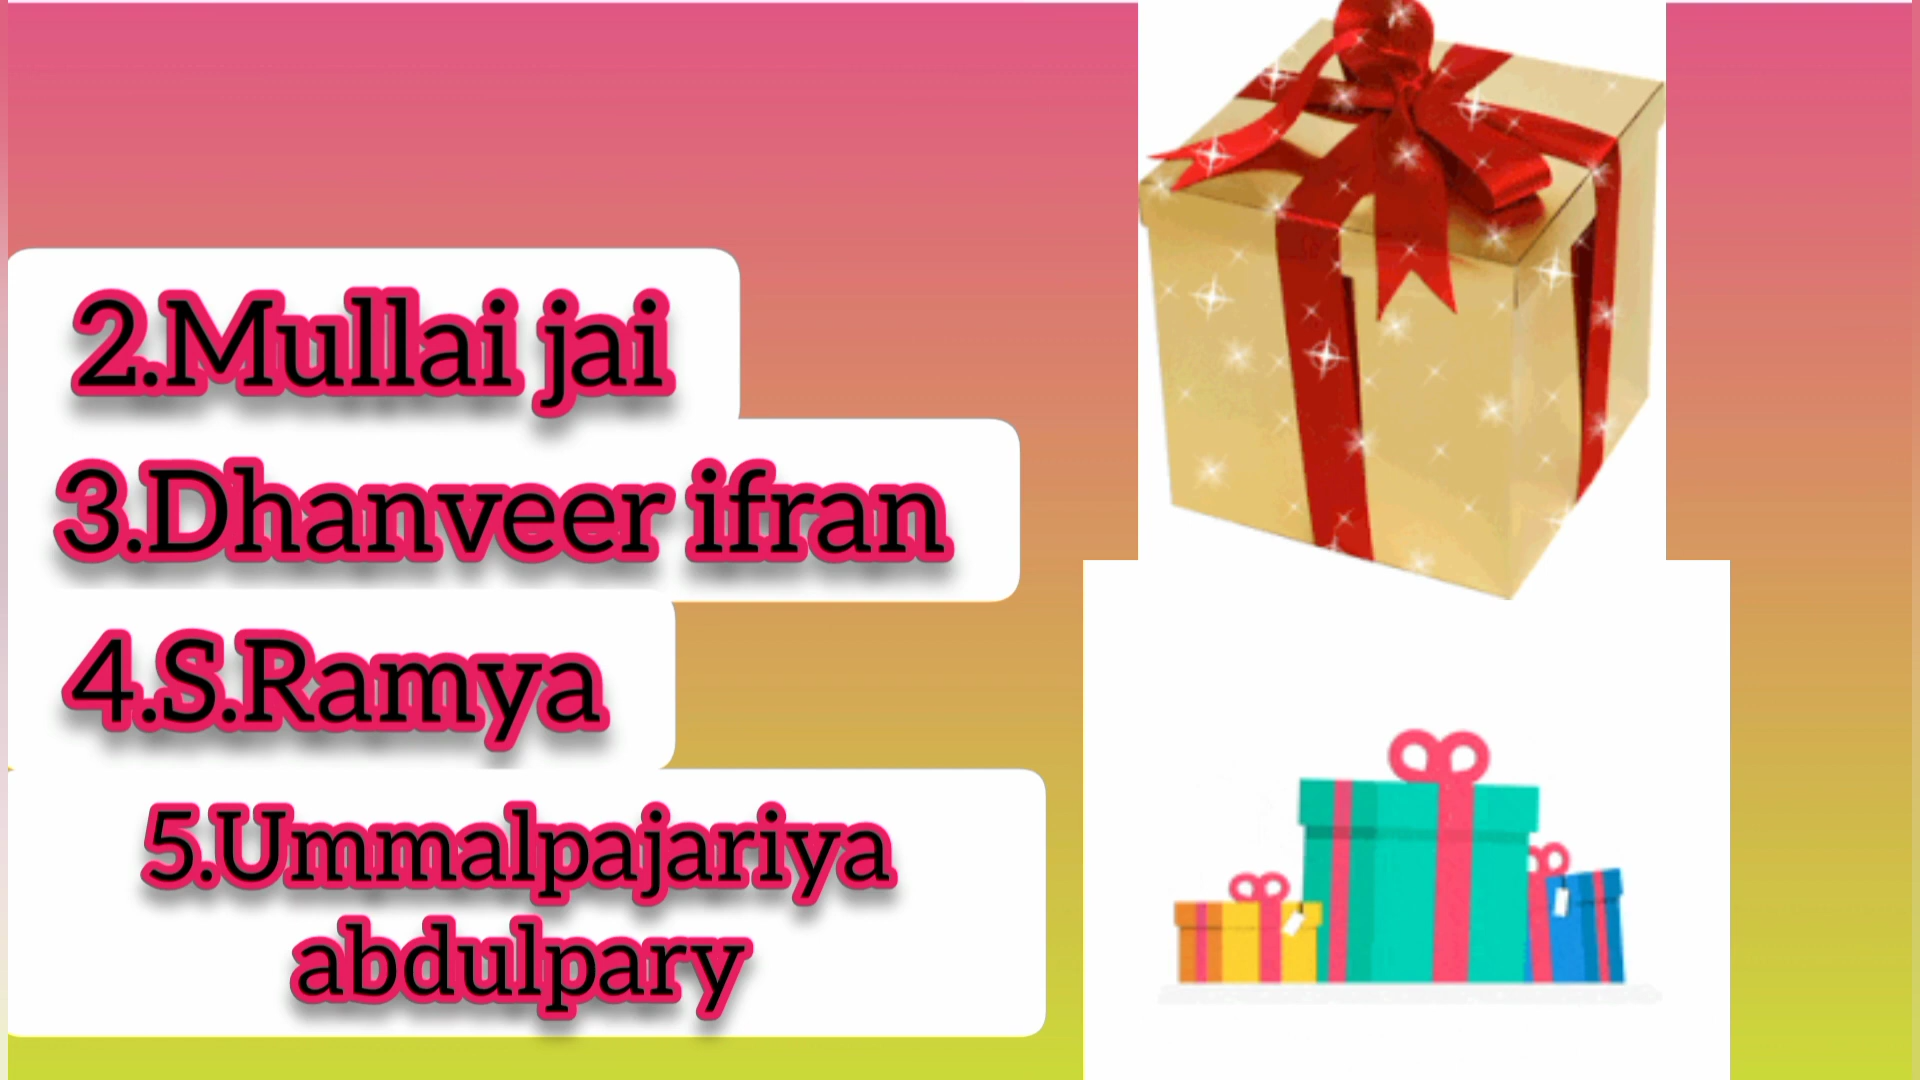 2.Mullai jai
3.Dhanveer ifran
4.S.Ramya
5.Ummalpajariya
abdulpary